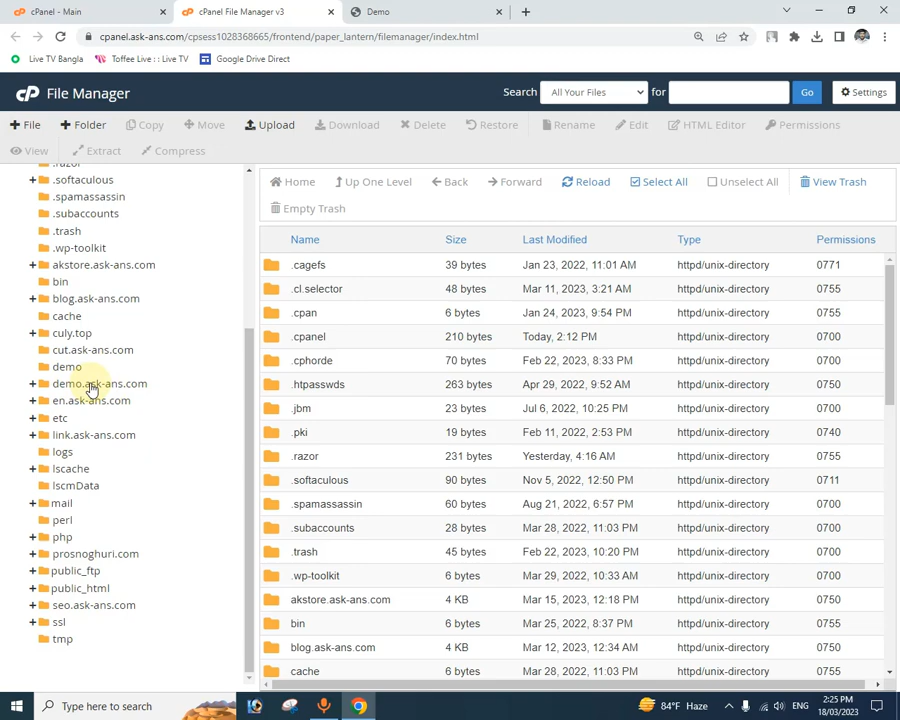 cPanel - Main
cPanel File Manager v3
Demo
cpanel.ask-ans.com/cpsess1028368665/frontend/paper_lantern/filemanager/index.html
Live TV Bangla
Toffee Live :: Live TV
Google Drive Direct
cP File Manager
Search
All Your Files
for
Go
Settings
File
Folder
Copy
Move
Upload
Download
Delete
Restore
Rename
Edit
HTML Editor
Permissions
View
Extract
Compress
.razor
.softaculous
.spamassassin
.subaccounts
.trash
.wp-toolkit
akstore.ask-ans.com
bin
blog.ask-ans.com
cache
culy.top
cut.ask-ans.com
demo
demo.ask-ans.com
en.ask-ans.com
etc
link.ask-ans.com
logs
lscache
lscmData
mail
perl
php
prosnoghuri.com
public_ftp
public_html
seo.ask-ans.com
ssl
tmp
Home
Up One Level
Back
Forward
Reload
Select All
Unselect All
View Trash
Empty Trash
Name Size Last Modified Type Permissions
.cagefs 39 bytes Jan 23, 2022, 11:01 AM httpd/unix-directory 0771
.cl.selector 48 bytes Mar 11, 2023, 3:21 AM httpd/unix-directory 0755
.cpan 6 bytes Jan 24, 2023, 9:54 PM httpd/unix-directory 0755
.cpanel 210 bytes Today, 2:12 PM httpd/unix-directory 0700
.cphorde 70 bytes Feb 22, 2022, 8:33 PM httpd/unix-directory 0700
.htpasswds 263 bytes Apr 29, 2022, 9:52 AM httpd/unix-directory 0750
.jbm 23 bytes Jul 6, 2022, 10:25 PM httpd/unix-directory 0700
.pki 19 bytes Feb 11, 2022, 2:53 PM httpd/unix-directory 0740
.razor 231 bytes Yesterday, 4:16 AM httpd/unix-directory 0755
.softaculous 90 bytes Nov 5, 2022, 12:50 PM httpd/unix-directory 0711
.spamassassin 60 bytes Aug 21, 2022, 6:57 PM httpd/unix-directory 0700
.subaccounts 28 bytes Mar 28, 2022, 11:03 PM httpd/unix-directory 0700
.trash 45 bytes Feb 22, 2023, 10:20 PM httpd/unix-directory 0700
.wp-toolkit 6 bytes Mar 29, 2022, 10:33 AM httpd/unix-directory 0700
akstore.ask-ans.com 4 KB Mar 15, 2023, 12:18 PM httpd/unix-directory 0750
bin 6 bytes Mar 25, 2022, 8:37 PM httpd/unix-directory 0755
blog.ask-ans.com 4 KB Mar 12, 2023, 12:34 AM httpd/unix-directory 0750
cache 6 bytes Mar 28, 2022, 11:03 PM httpd/unix-directory 0755
Type here to search
84°F Haze
ENG
2:25 PM
18/03/2023